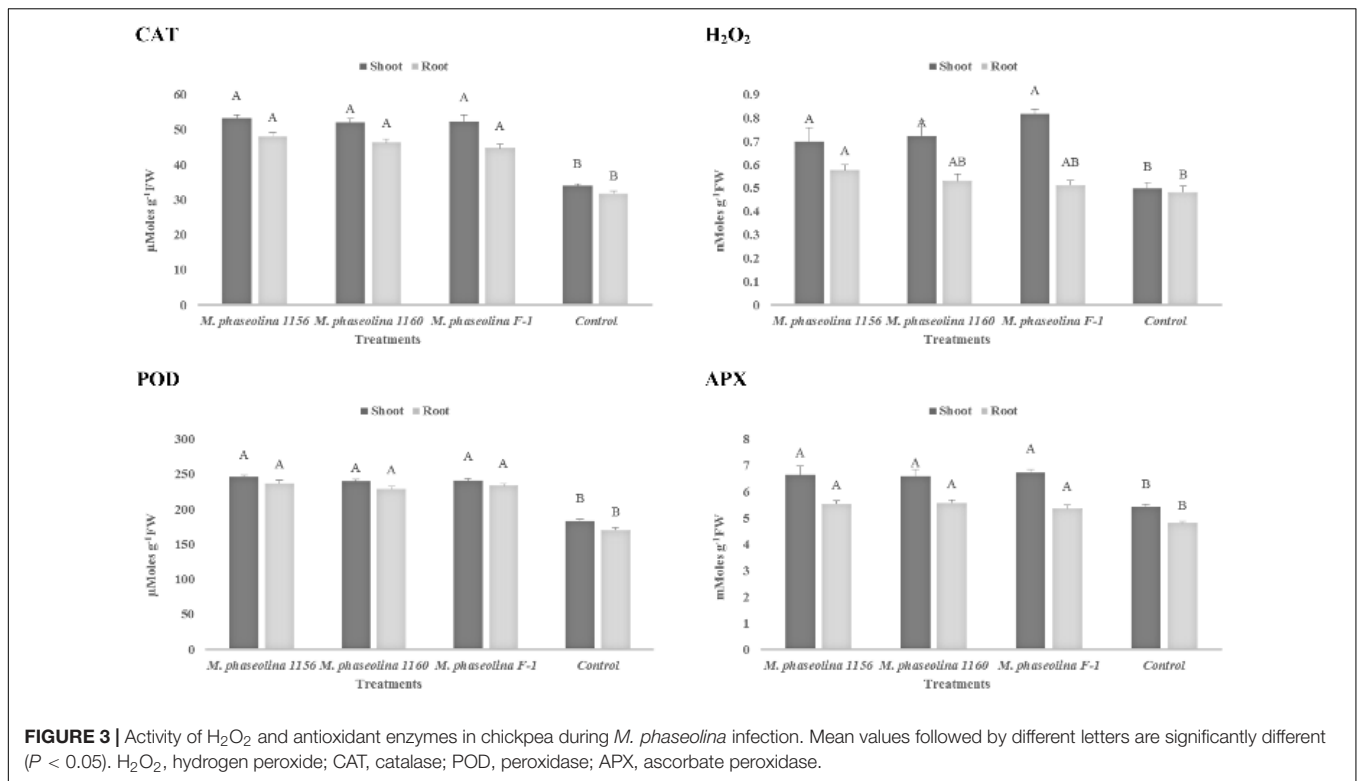 CAT
■ Shoot ■ Root
µMoles g⁻¹FW
60
50
40
30
20
10
0
A A A A A A B B
M. phaseolina 1156 M. phaseolina 1160 M. phaseolina F-1 Control
Treatments
H₂O₂
■ Shoot ■ Root
nMoles g⁻¹FW
0.9
0.8
0.7
0.6
0.5
0.4
0.3
0.2
0.1
0
A A A AB A AB B B
M. phaseolina 1156 M. phaseolina 1160 M. phaseolina F-1 Control
Treatments
POD
■ Shoot ■ Root
µMoles g⁻¹FW
300
250
200
150
100
50
0
A A A A A A B B
M. phaseolina 1156 M. phaseolina 1160 M. phaseolina F-1 Control
Treatments
APX
■ Shoot ■ Root
mMoles g⁻¹FW
8
7
6
5
4
3
2
1
0
A A A A A A B B
M. phaseolina 1156 M. phaseolina 1160 M. phaseolina F-1 Control
Treatments
FIGURE 3 | Activity of H₂O₂ and antioxidant enzymes in chickpea during M. phaseolina infection. Mean values followed by different letters are significantly different
(P < 0.05). H₂O₂, hydrogen peroxide; CAT, catalase; POD, peroxidase; APX, ascorbate peroxidase.